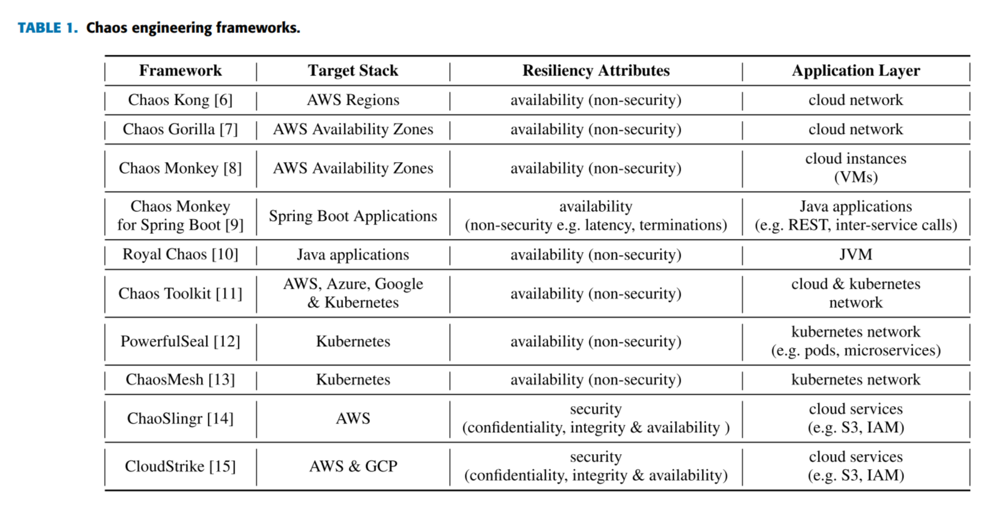 TABLE 1. Chaos engineering frameworks.
Framework Target Stack Resiliency Attributes Application Layer
Chaos Kong [6] AWS Regions availability (non-security) cloud network
Chaos Gorilla [7] AWS Availability Zones availability (non-security) cloud network
Chaos Monkey [8] AWS Availability Zones availability (non-security) cloud instances
(VMs)
Chaos Monkey
for Spring Boot [9] Spring Boot Applications availability
(non-security e.g. latency, terminations) Java applications
(e.g. REST, inter-service calls)
Royal Chaos [10] Java applications availability (non-security) JVM
Chaos Toolkit [11] AWS, Azure, Google
& Kubernetes availability (non-security) cloud & kubernetes
network
PowerfulSeal [12] Kubernetes availability (non-security) kubernetes network
(e.g. pods, microservices)
ChaosMesh [13] Kubernetes availability (non-security) kubernetes network
ChaoSlingr [14] AWS security
(confidentiality, integrity & availability ) cloud services
(e.g. S3, IAM)
CloudStrike [15] AWS & GCP security
(confidentiality, integrity & availability) cloud services
(e.g. S3, IAM)